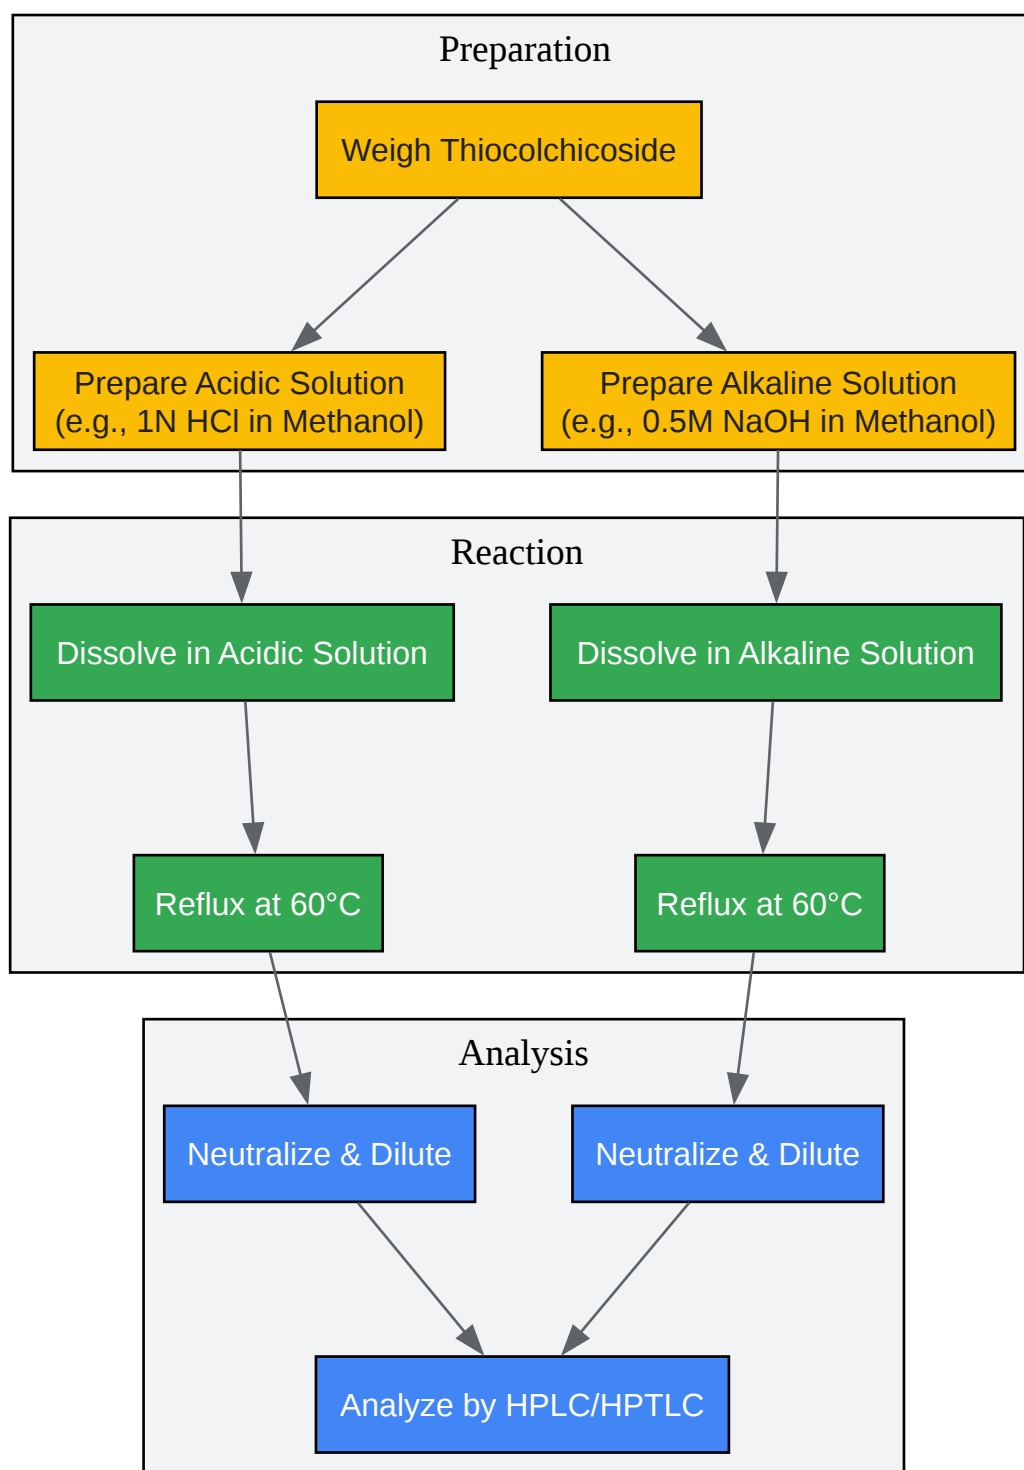 Preparation
Weigh Thiocolchicoside
Prepare Acidic Solution
(e.g., 1N HCl in Methanol)
Prepare Alkaline Solution
(e.g., 0.5M NaOH in Methanol)
Reaction
Dissolve in Acidic Solution
Dissolve in Alkaline Solution
Reflux at 60°C
Reflux at 60°C
Analysis
Neutralize & Dilute
Neutralize & Dilute
Analyze by HPLC/HPTLC